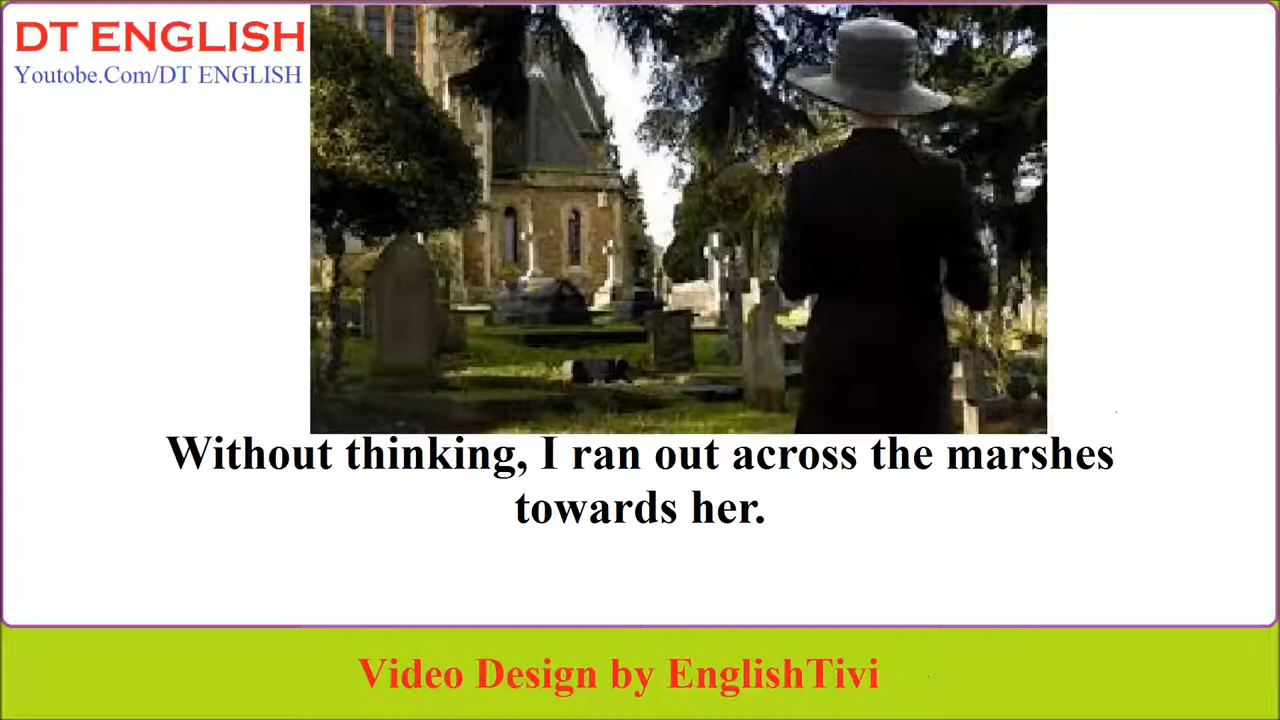 DT ENGLISH
Youtobe.Com/DT ENGLISH
Without thinking, I ran out across the marshes
towards her.
Video Design by EnglishTivi